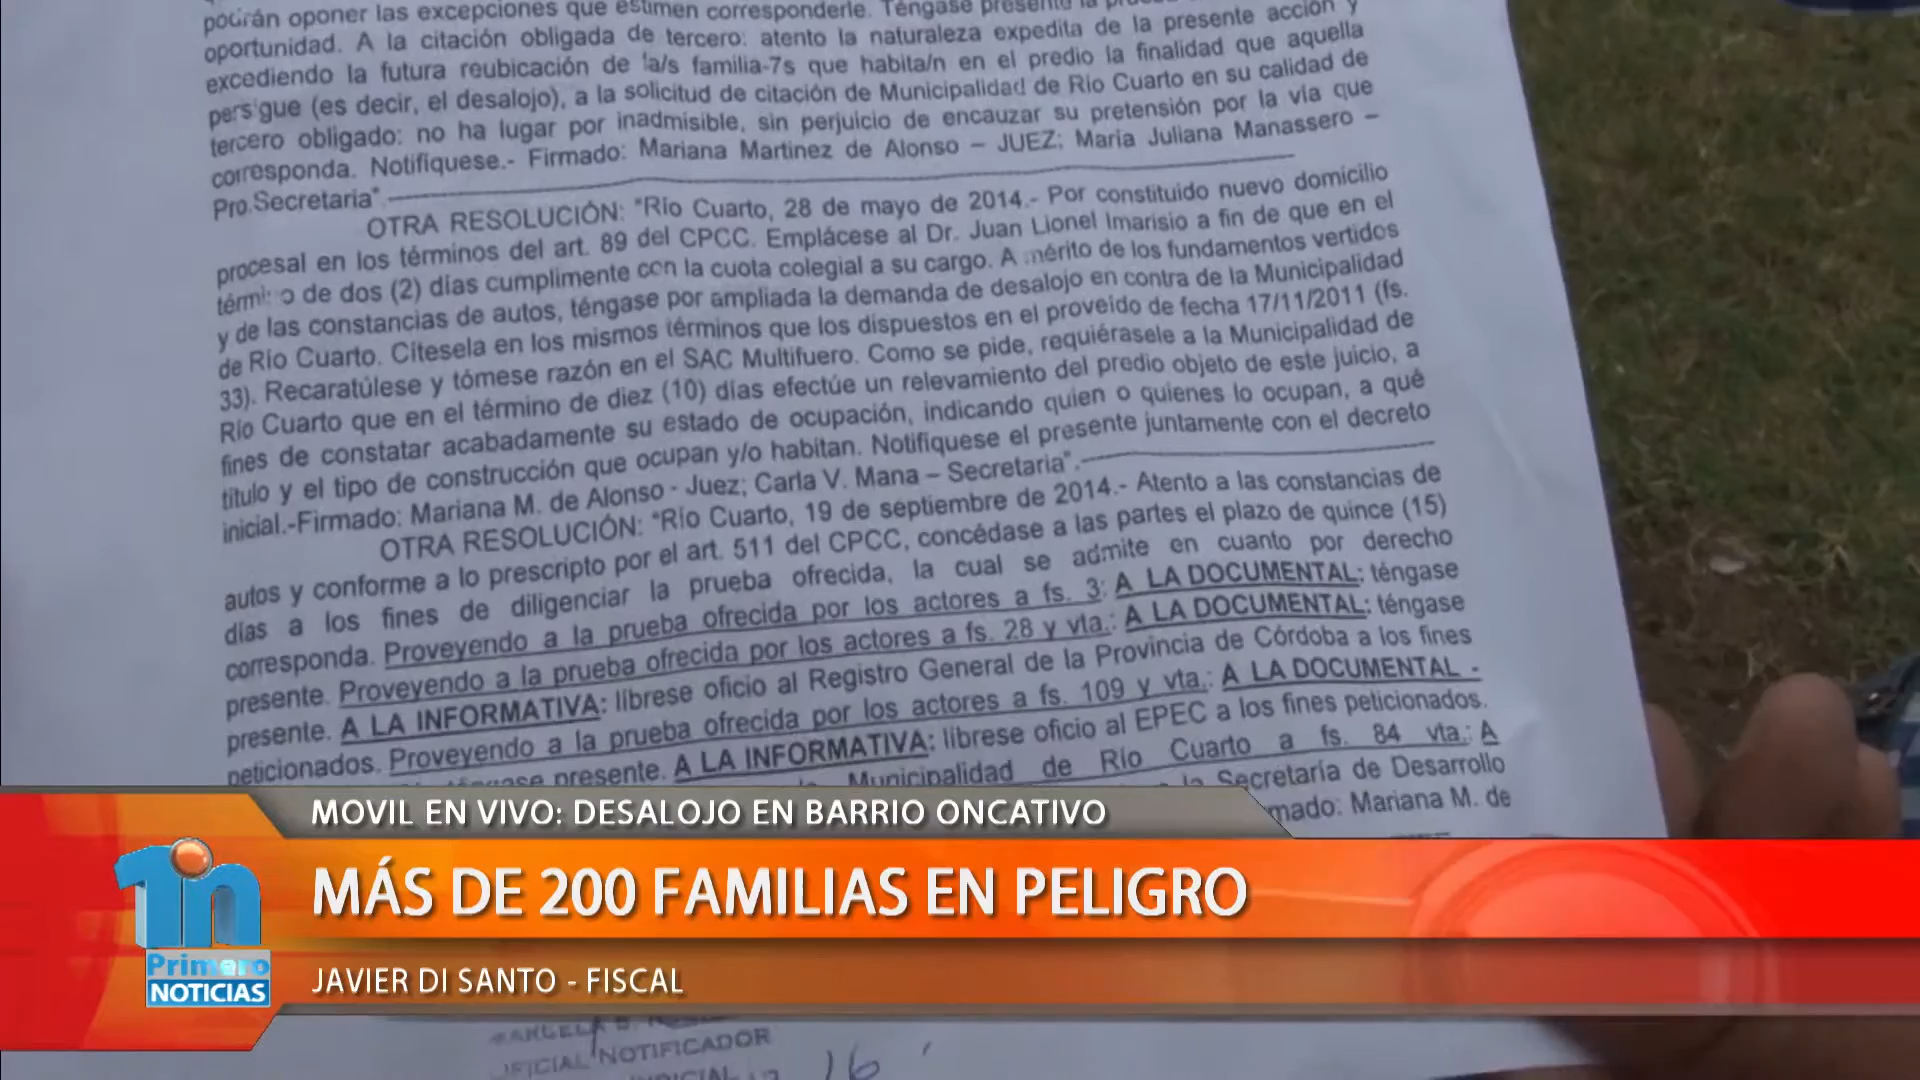 podrán oponer las excepciones que estimen corresponderle. Téngase presente la
oportunidad. A la citación obligada de tercero: atento la naturaleza expedita de la presente acción y
excediendo la futura reubicación de la/s familia-7s que habita/n en el predio la finalidad que aquella
persigue (es decir, el desalojo), a la solicitud de citación de Municipalidad de Río Cuarto en su calidad de
tercero obligado: no ha lugar por inadmisible, sin perjuicio de encauzar su pretensión por la vía que
corresponda. Notifíquese.- Firmado: Mariana Martinez de Alonso – JUEZ; María Juliana Manassero –
Pro.Secretaria".
OTRA RESOLUCIÓN: "Río Cuarto, 28 de mayo de 2014.- Por constituido nuevo domicilio
procesal en los términos del art. 89 del CPCC. Emplácese al Dr. Juan Lionel Imarisio a fin de que en el
término de dos (2) días cumplimente con la cuota colegial a su cargo. A mérito de los fundamentos vertidos
y de las constancias de autos, téngase por ampliada la demanda de desalojo en contra de la Municipalidad
de Río Cuarto. Cítesela en los mismos términos que los dispuestos en el proveído de fecha 17/11/2011 (fs.
33). Recaratúlese y tómese razón en el SAC Multifuero. Como se pide, requiérasele a la Municipalidad de
Río Cuarto que en el término de diez (10) días efectúe un relevamiento del predio objeto de este juicio, a
fines de constatar acabadamente su estado de ocupación, indicando quien o quienes lo ocupan, a qué
título y el tipo de construcción que ocupan y/o habitan. Notifíquese el presente juntamente con el decreto
inicial.-Firmado: Mariana M. de Alonso - Juez; Carla V. Mana – Secretaria".
OTRA RESOLUCIÓN: "Río Cuarto, 19 de septiembre de 2014.- Atento a las constancias de
autos y conforme a lo prescripto por el art. 511 del CPCC, concédase a las partes el plazo de quince (15)
días a los fines de diligenciar la prueba ofrecida, la cual se admite en cuanto por derecho
corresponda. Proveyendo a la prueba ofrecida por los actores a fs. 3: A LA DOCUMENTAL: téngase
presente. Proveyendo a la prueba ofrecida por los actores a fs. 28 y vta.: A LA DOCUMENTAL: téngase
presente. A LA INFORMATIVA: líbrese oficio al Registro General de la Provincia de Córdoba a los fines
peticionados. Proveyendo a la prueba ofrecida por los actores a fs. 109 y vta.: A LA DOCUMENTAL -
téngase presente. A LA INFORMATIVA: líbrese oficio al EPEC a los fines peticionados.
Municipalidad de Río Cuarto a fs. 84 vta.: A
la Secretaría de Desarrollo
Mariana M. de
MOVIL EN VIVO: DESALOJO EN BARRIO ONCATIVO
MÁS DE 200 FAMILIAS EN PELIGRO
JAVIER DI SANTO - FISCAL
1n
Primero
NOTICIAS
NOTIFICADOR
16